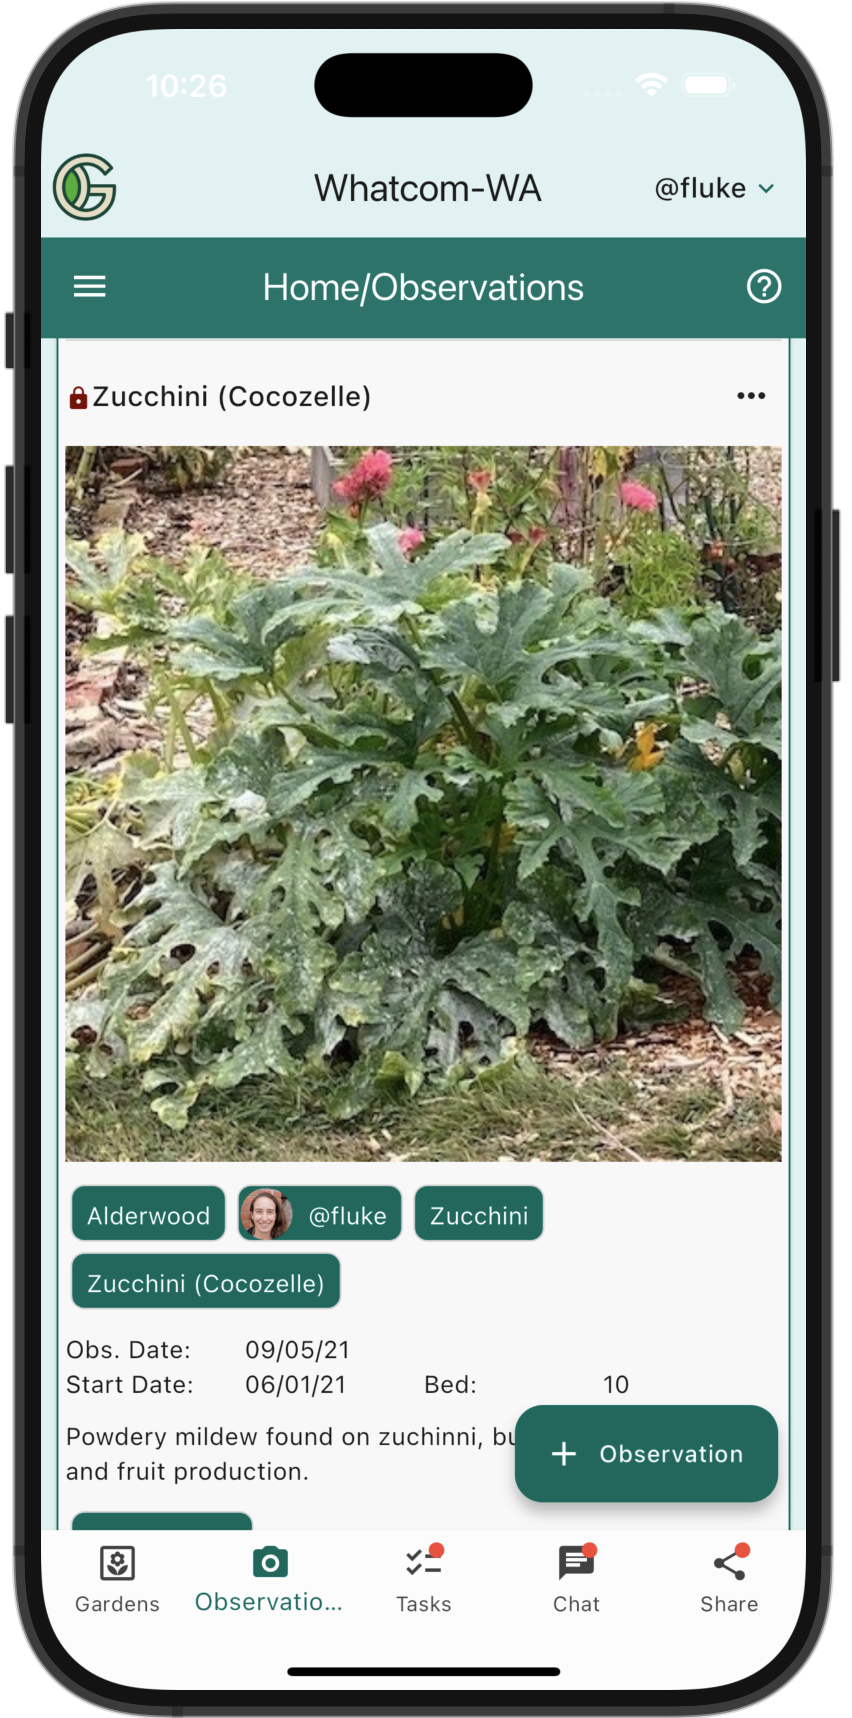 10:26
Whatcom-WA
@fluke
Home/Observations
Zucchini (Cocozelle)
Alderwood
@fluke
Zucchini
Zucchini (Cocozelle)
Obs. Date: 09/05/21
Start Date: 06/01/21 Bed: 10
Powdery mildew found on zuchinni,
and fruit production.
+ Observation
Gardens
Observatio...
Tasks
Chat
Share